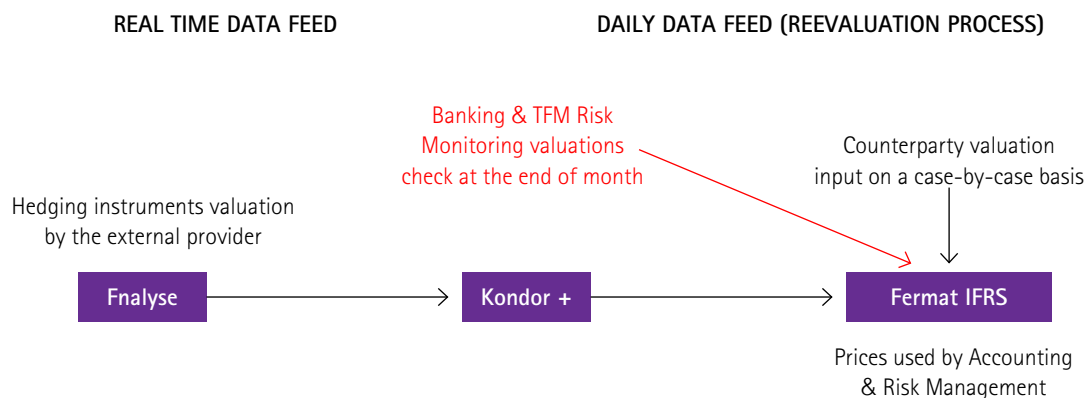 REAL TIME DATA FEED
DAILY DATA FEED (REEVALUATION PROCESS)
Banking & TFM Risk
Monitoring valuations
check at the end of month
Counterparty valuation
input on a case-by-case basis
Hedging instruments valuation
by the external provider
Fnalyse
Kondor +
Fermat IFRS
Prices used by Accounting
& Risk Management